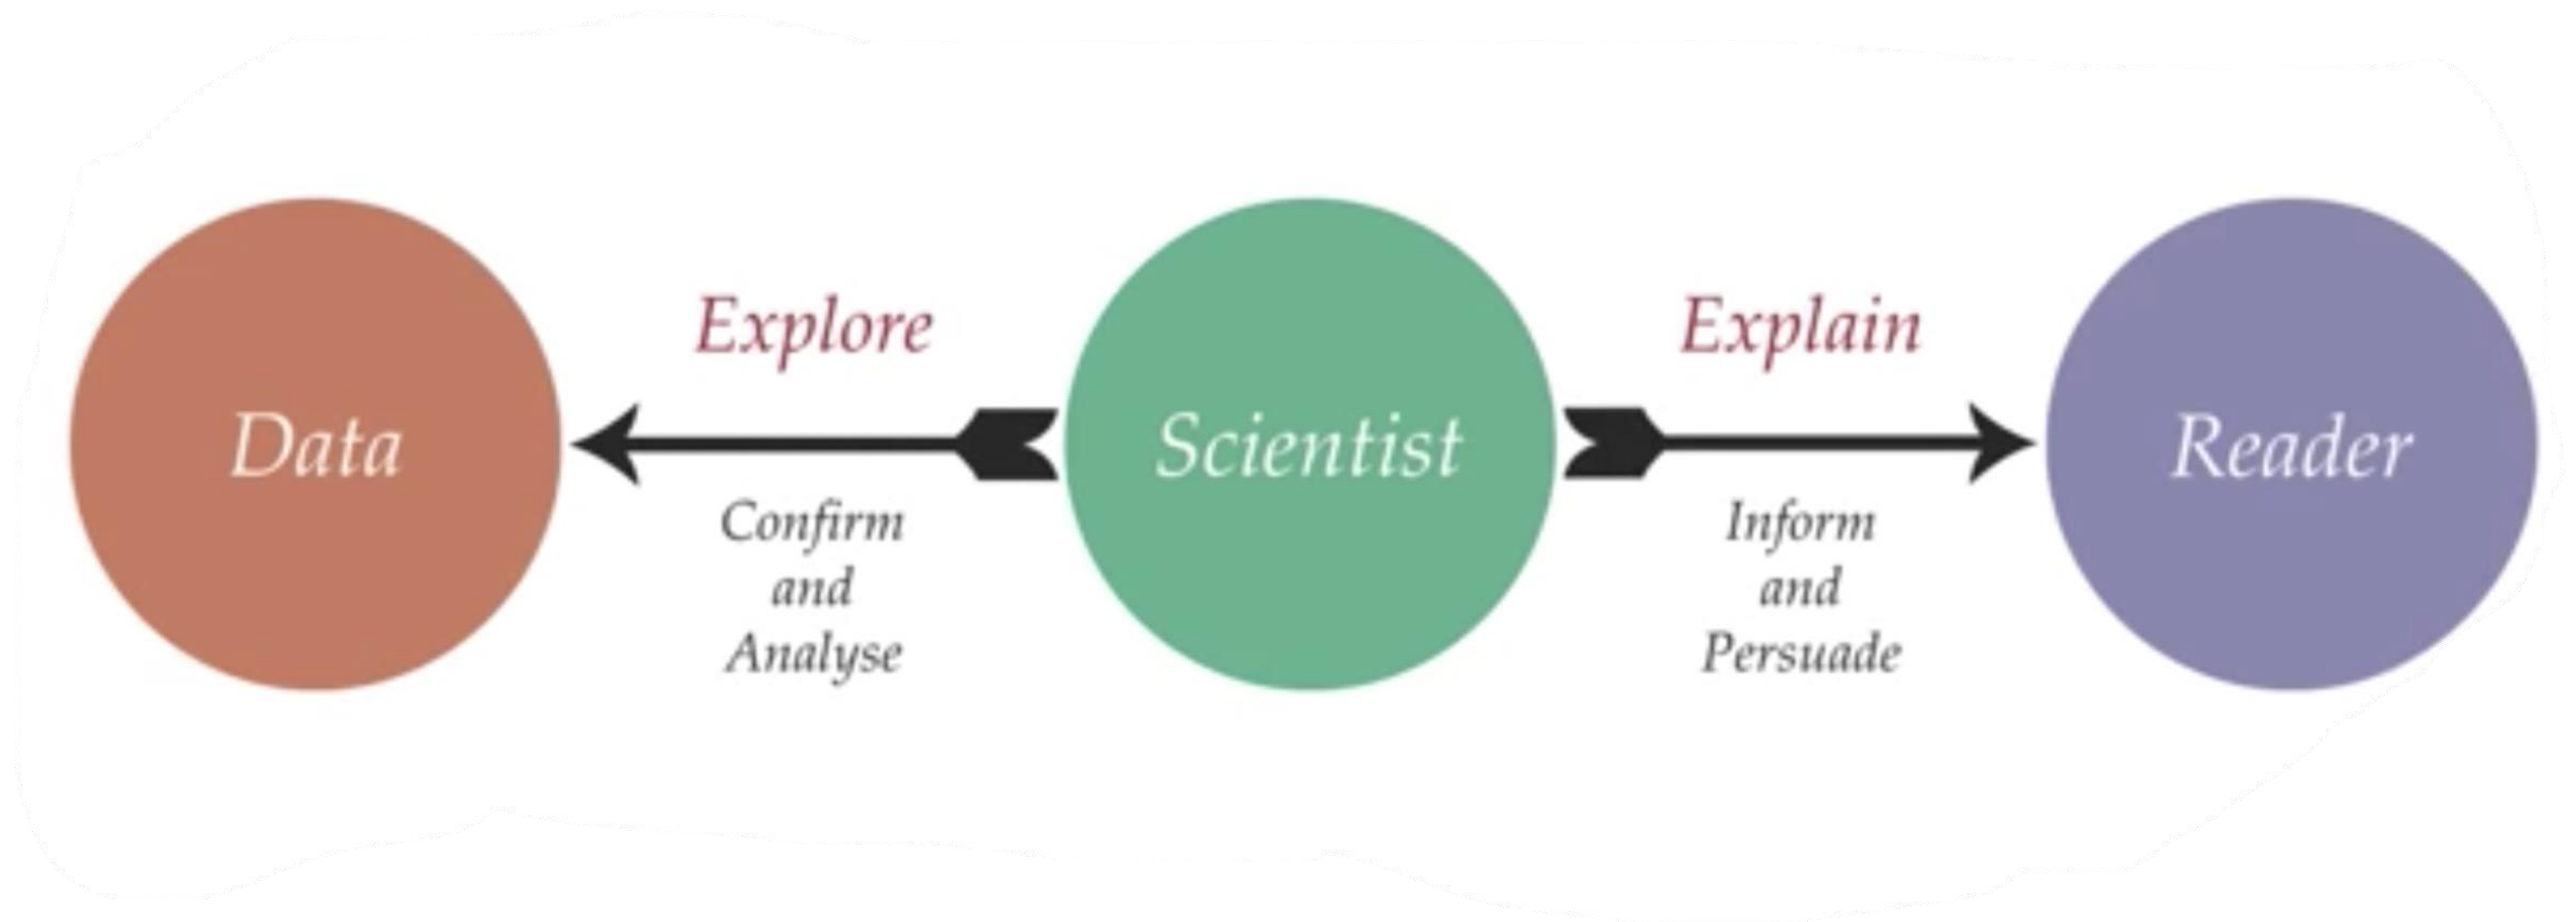 Data
Explore
Confirm
and
Analyse
Scientist
Explain
Inform
and
Persuade
Reader